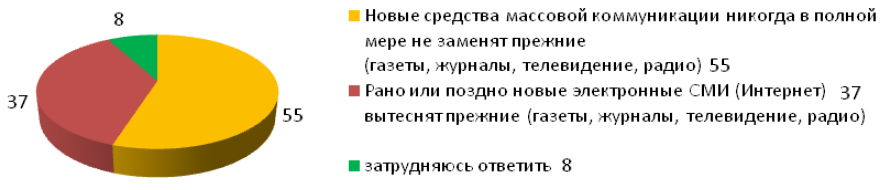 8
37
55
Новые средства массовой коммуникации никогда в полной
мере не заменят прежние
(газеты, журналы, телевидение, радио) 55
Рано или поздно новые электронные СМИ (Интернет) 37
вытеснят прежние (газеты, журналы, телевидение, радио)
затрудняюсь ответить 8